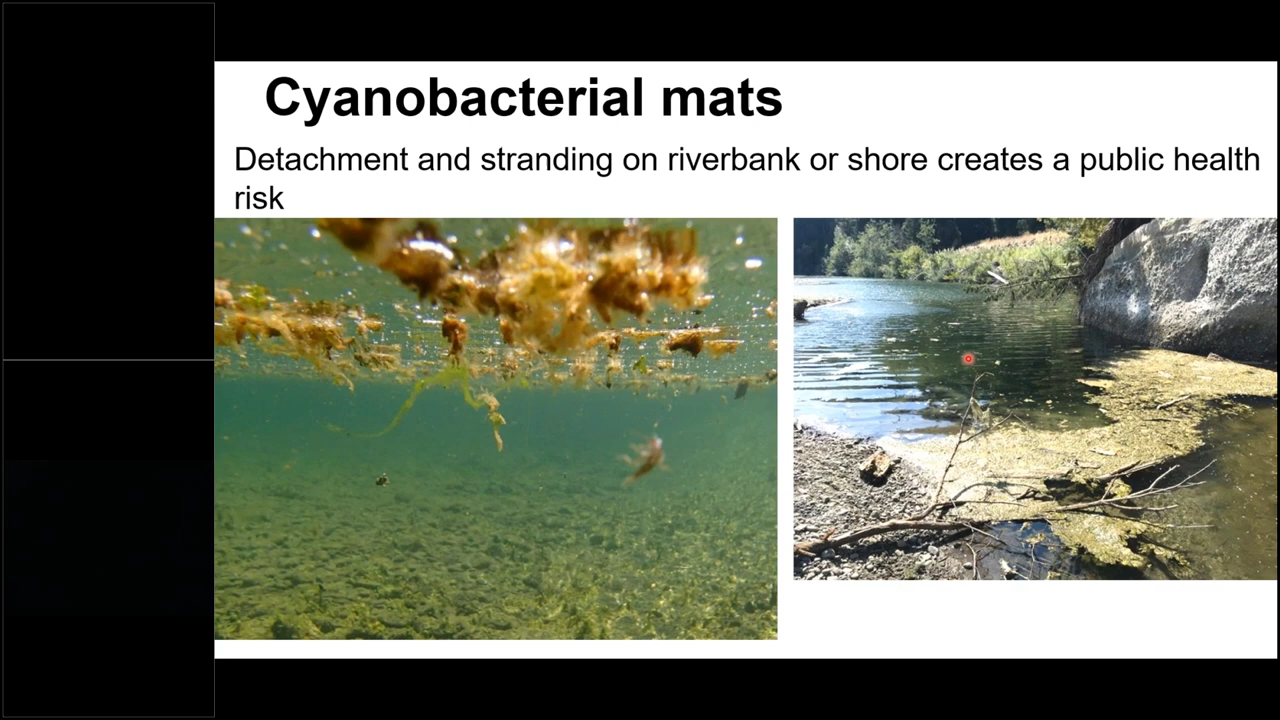 Cyanobacterial mats
Detachment and stranding on riverbank or shore creates a public health
risk